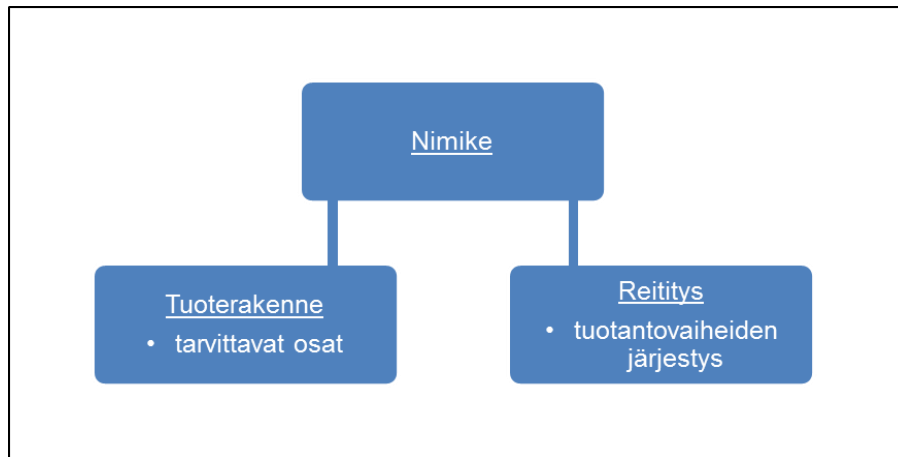 Nimike
Tuoterakenne
• tarvittavat osat
Reititys
• tuotantovaiheiden
järjestys